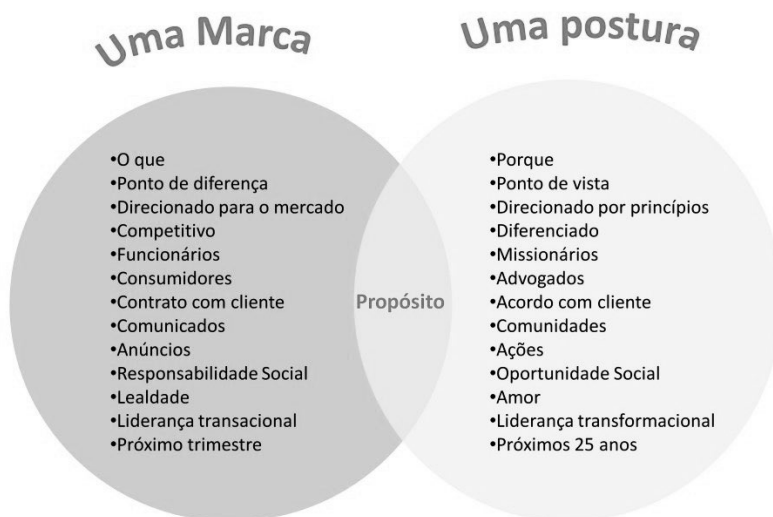 Uma Marca
Uma postura
•O que
•Ponto de diferença
•Direcionado para o mercado
•Competitivo
•Funcionários
•Consumidores
•Contrato com cliente
•Comunicados
•Anúncios
•Responsabilidade Social
•Lealdade
•Liderança transacional
•Próximo trimestre
Propósito
•Porque
•Ponto de vista
•Direcionado por princípios
•Diferenciado
•Missionários
•Advogados
•Acordo com cliente
•Comunidades
•Ações
•Oportunidade Social
•Amor
•Liderança transformacional
•Próximos 25 anos